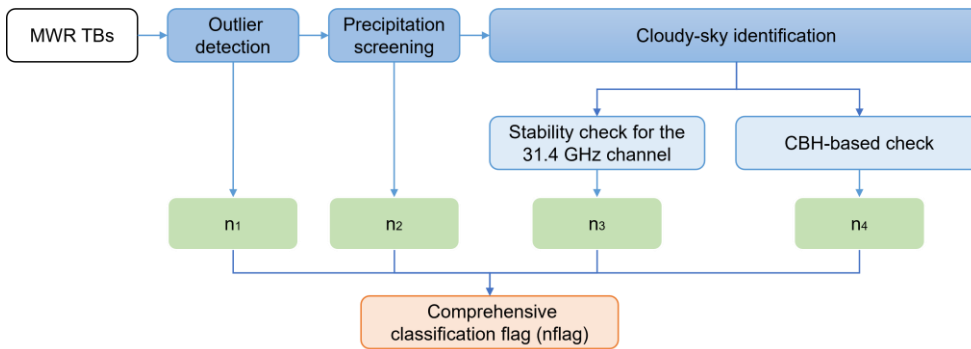 MWR TBs
Outlier
detection
Precipitation
screening
Cloudy-sky identification
Stability check for the
31.4 GHz channel
CBH-based check
n1
n2
n3
n4
Comprehensive
classification flag (nflag)